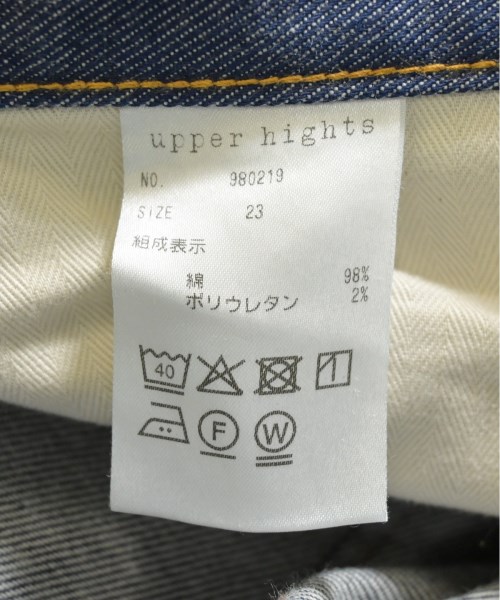 upper hights
NO. 980219
SIZE 23
組成表示
綿 98%
ポリウレタン 2%
40
F W